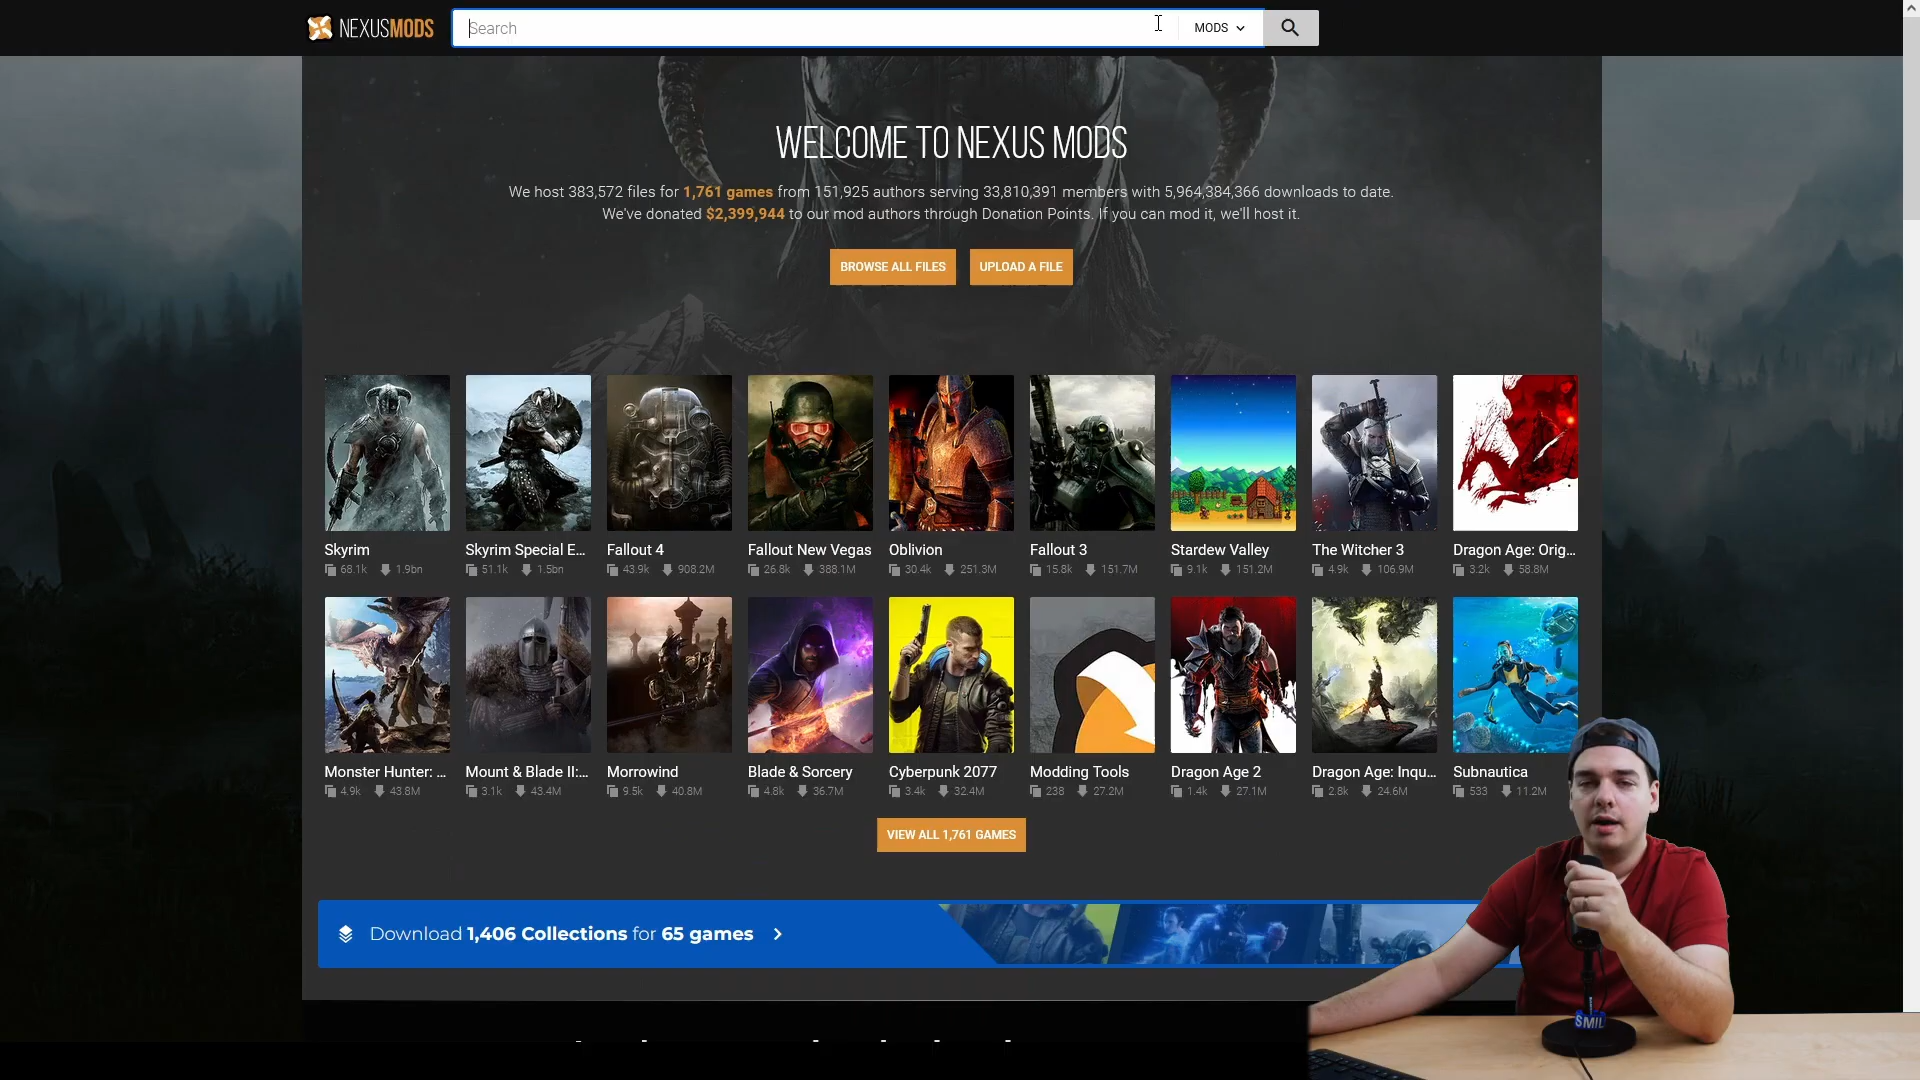 NEXUSMODS
Search
MODS
WELCOME TO NEXUS MODS
We host 383,572 files for 1,761 games from 151,925 authors serving 33,810,391 members with 5,964,384,366 downloads to date.
We've donated $2,399,944 to our mod authors through Donation Points. If you can mod it, we'll host it.
BROWSE ALL FILES
UPLOAD A FILE
Skyrim
68.1k 1.9bn
Skyrim Special E...
51.1k 1.5bn
Fallout 4
43.9k 908.2M
Fallout New Vegas
26.8k 388.1M
Oblivion
30.4k 251.3M
Fallout 3
15.8k 151.7M
Stardew Valley
9.1k 151.2M
The Witcher 3
4.9k 106.9M
Dragon Age: Orig...
3.2k 58.8M
Monster Hunter: ...
4.9k 43.8M
Mount & Blade II:...
3.1k 43.4M
Morrowind
9.5k 40.8M
Blade & Sorcery
4.8k 36.7M
Cyberpunk 2077
3.4k 32.4M
Modding Tools
238 27.2M
Dragon Age 2
1.4k 27.1M
Dragon Age: Inqu...
2.8k 24.6M
Subnautica
533 11.2M
VIEW ALL 1,761 GAMES
Download 1,406 Collections for 65 games
SMIL